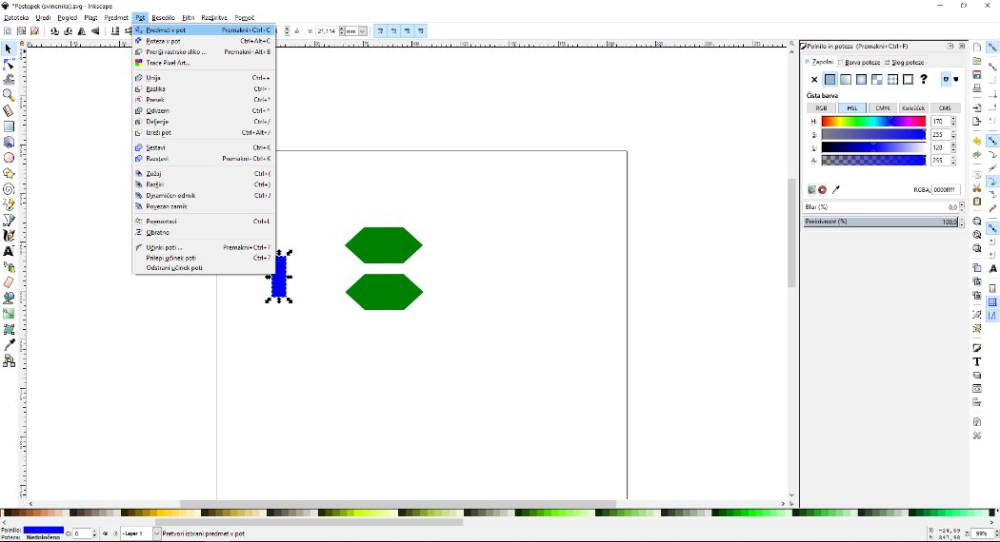 *Postopek (svincnika).svg - Inkscape
Datoteka Uredi Pogled Plast Predmet Pot Besedilo Filtri Razširitve Pomoč
Predmet v pot Premakni+Ctrl+C
Poteza v pot Ctrl+Alt+C
Preriši rastrsko sliko ... Premakni+Alt+B
Trace Pixel Art...
Unija Ctrl++
Razlika Ctrl+-
Presek Ctrl+*
Odvzem Ctrl+^
Deljenje Ctrl+/
Izreži pot Ctrl+Alt+/
Sestavi Ctrl+K
Razstavi Premakni+Ctrl+K
Zožaj Ctrl+(
Razširi Ctrl+)
Dinamičen odmik Ctrl+J
Povezan zamik
Poenostavi Ctrl+L
Obratno
Učinki poti ... Premakni+Ctrl+7
Prilepi učinek poti Ctrl+7
Odstrani učinek poti
V: 21,114 mm
Polnilo in poteza (Premakni+Ctrl+F)
Zapolni Barva poteze Slog poteze
Čista barva
RGB HSL CMYK Kolešček CMS
H: 170
S: 255
L: 128
A: 255
RGBA: 0000ffff
Blur (%) 0,0
Prekrivnost (%) 100,0
Polnilo:
Poteza: Nedoločeno
O: 0
-Layer 1
Pretvori izbrani predmet v pot
X: -24,69
Y: 347,98
Z: 99%